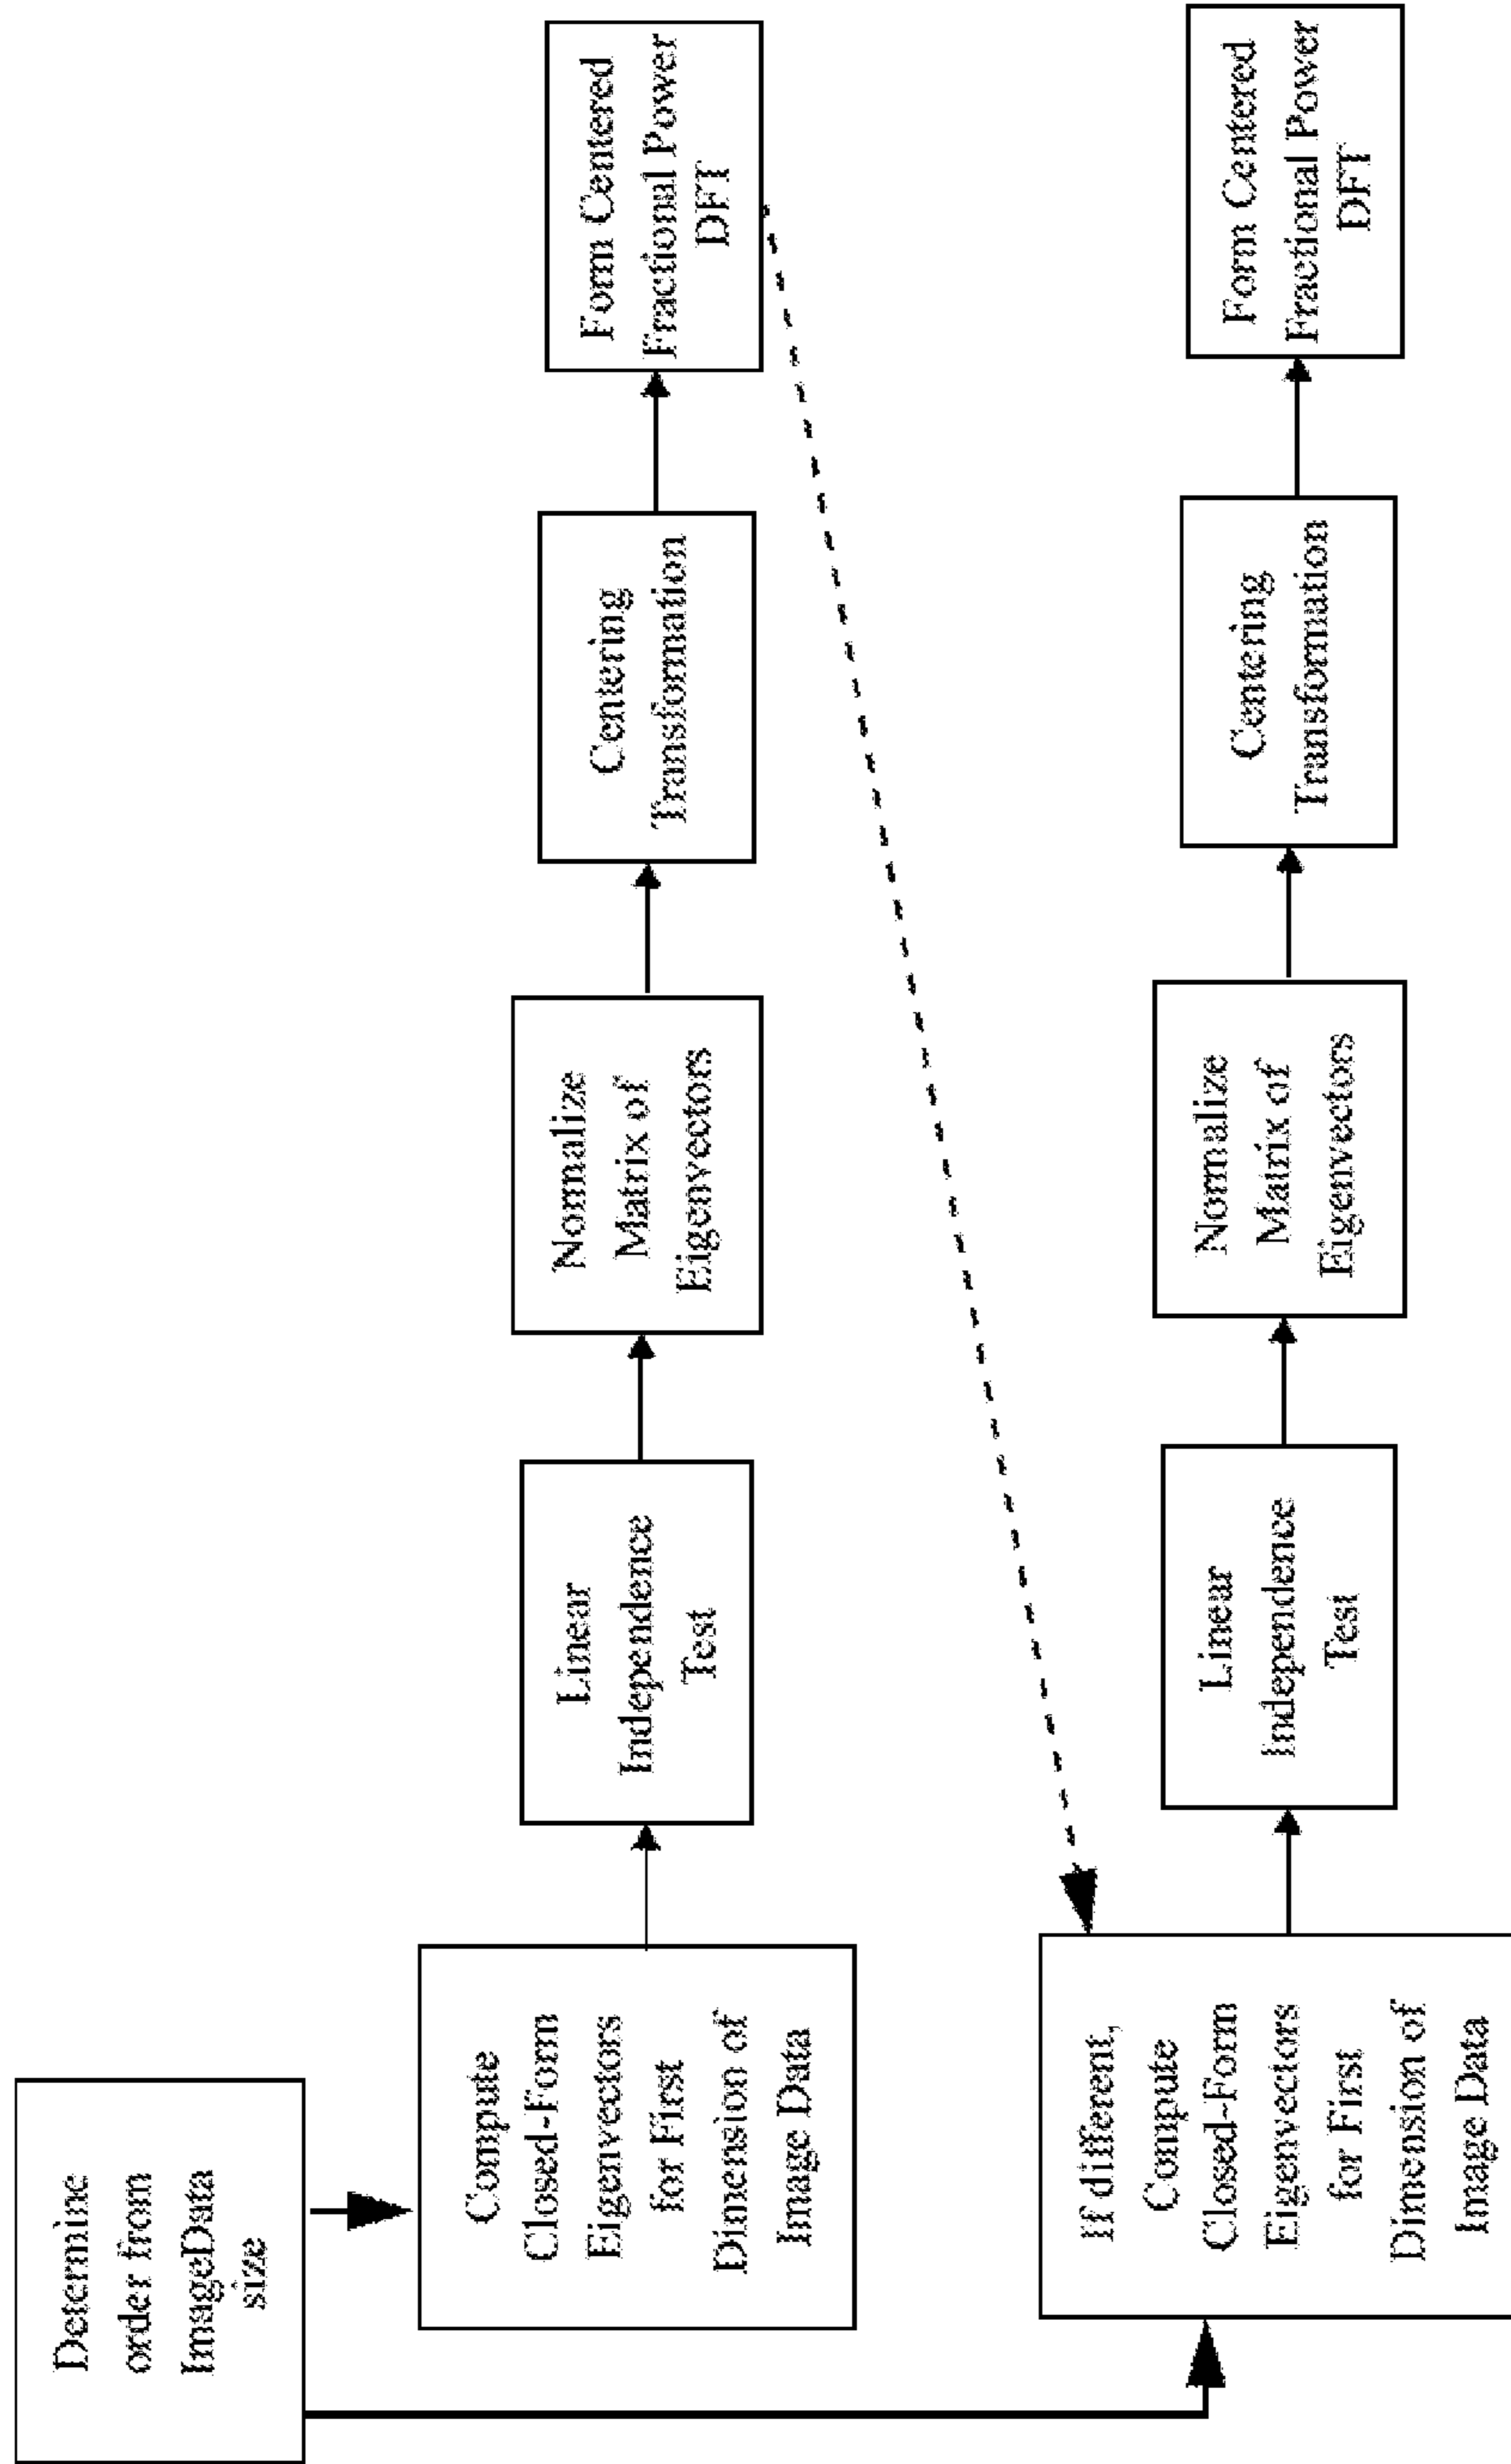 Determine
order from
ImageData
size
Compute
Closed-Form
Eigenvectors
for First
Dimension of
Image Data
Linear
Independence
Test
Normalize
Matrix of
Eigenvectors
Centering
Transformation
Form Centered
Fractional Power
DFT
If different,
Compute
Closed-Form
Eigenvectors
for First
Dimension of
Image Data
Linear
Independence
Test
Normalize
Matrix of
Eigenvectors
Centering
Transformation
Form Centered
Fractional Power
DFT